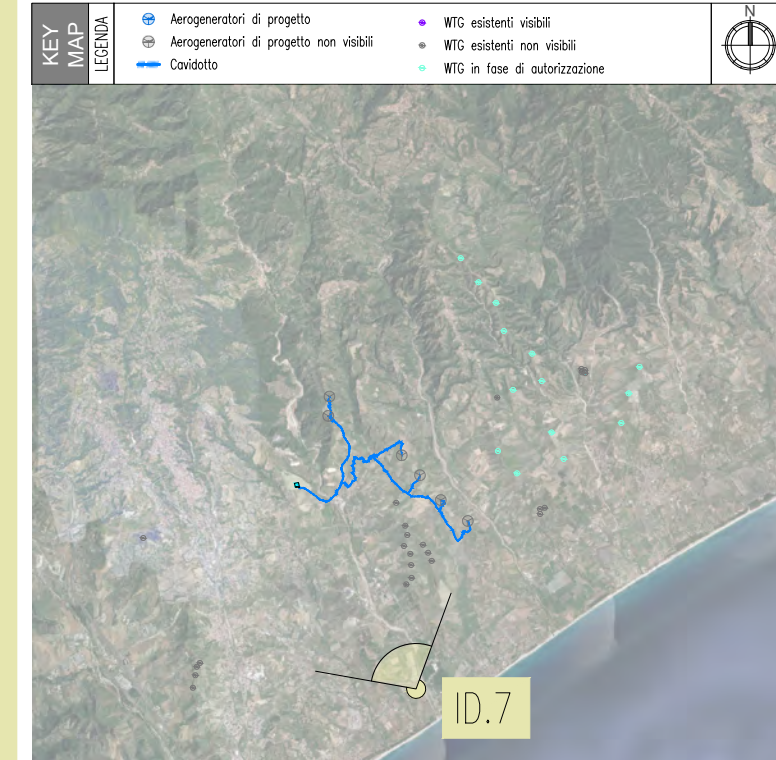 KEY
MAP
LEGENDA
Aerogeneratori di progetto
Aerogeneratori di progetto non visibili
Cavidotto
WTG esistenti visibili
WTG esistenti non visibili
WTG in fase di autorizzazione
N
ID.7